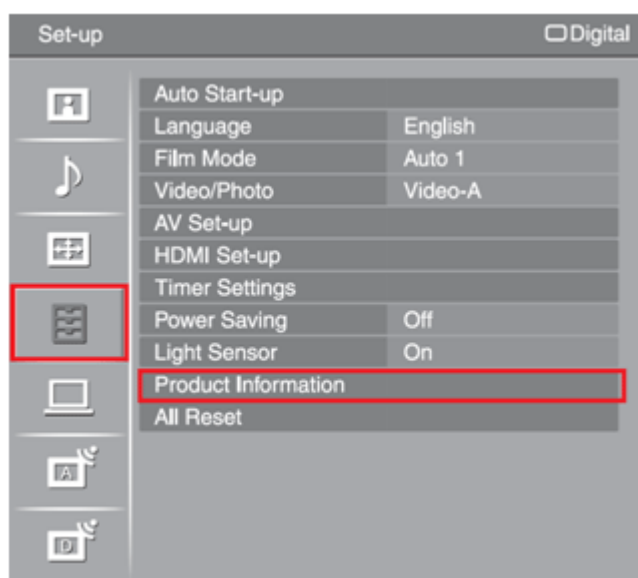 Set-up Digital
Auto Start-up
Language English
Film Mode Auto 1
Video/Photo Video-A
AV Set-up
HDMI Set-up
Timer Settings
Power Saving Off
Light Sensor On
Product Information
All Reset
A
D